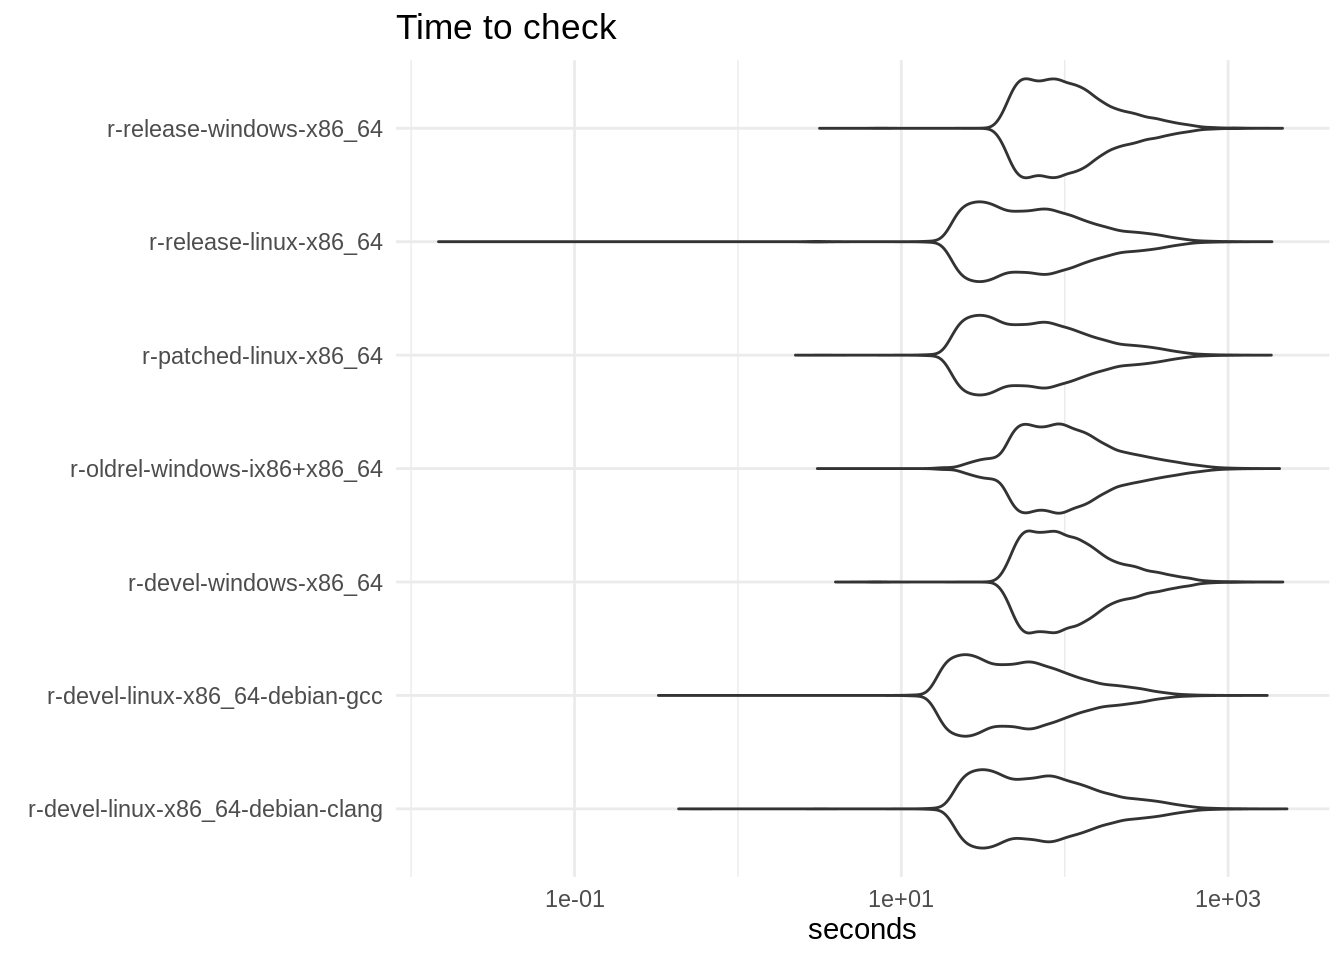 Time to check
r-release-windows-x86_64
r-release-linux-x86_64
r-patched-linux-x86_64
r-oldrel-windows-ix86+x86_64
r-devel-windows-x86_64
r-devel-linux-x86_64-debian-gcc
r-devel-linux-x86_64-debian-clang
1e-01 1e+01 1e+03
seconds